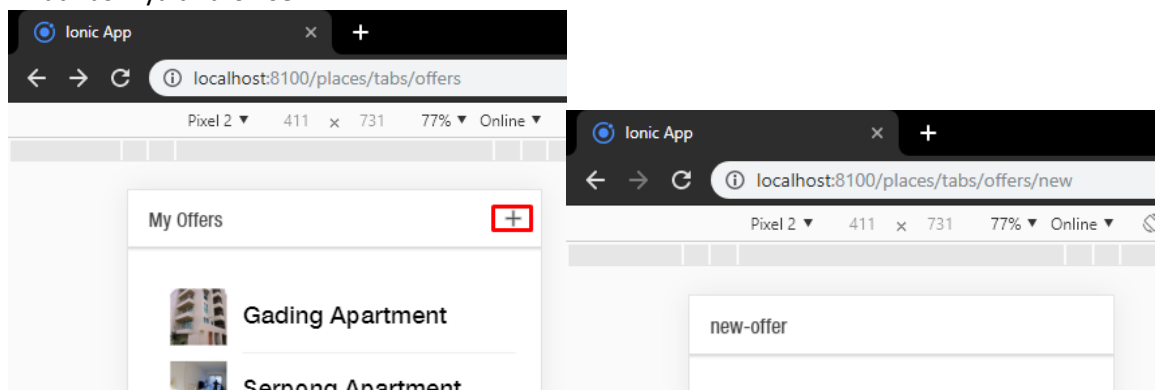 Ionic App
localhost:8100/places/tabs/offers
Pixel 2 ▼ 411 × 731 77% ▼ Online ▼
My Offers
Gading Apartment
Serpong Apartment
Ionic App
localhost:8100/places/tabs/offers/new
Pixel 2 ▼ 411 × 731 77% ▼ Online ▼
new-offer